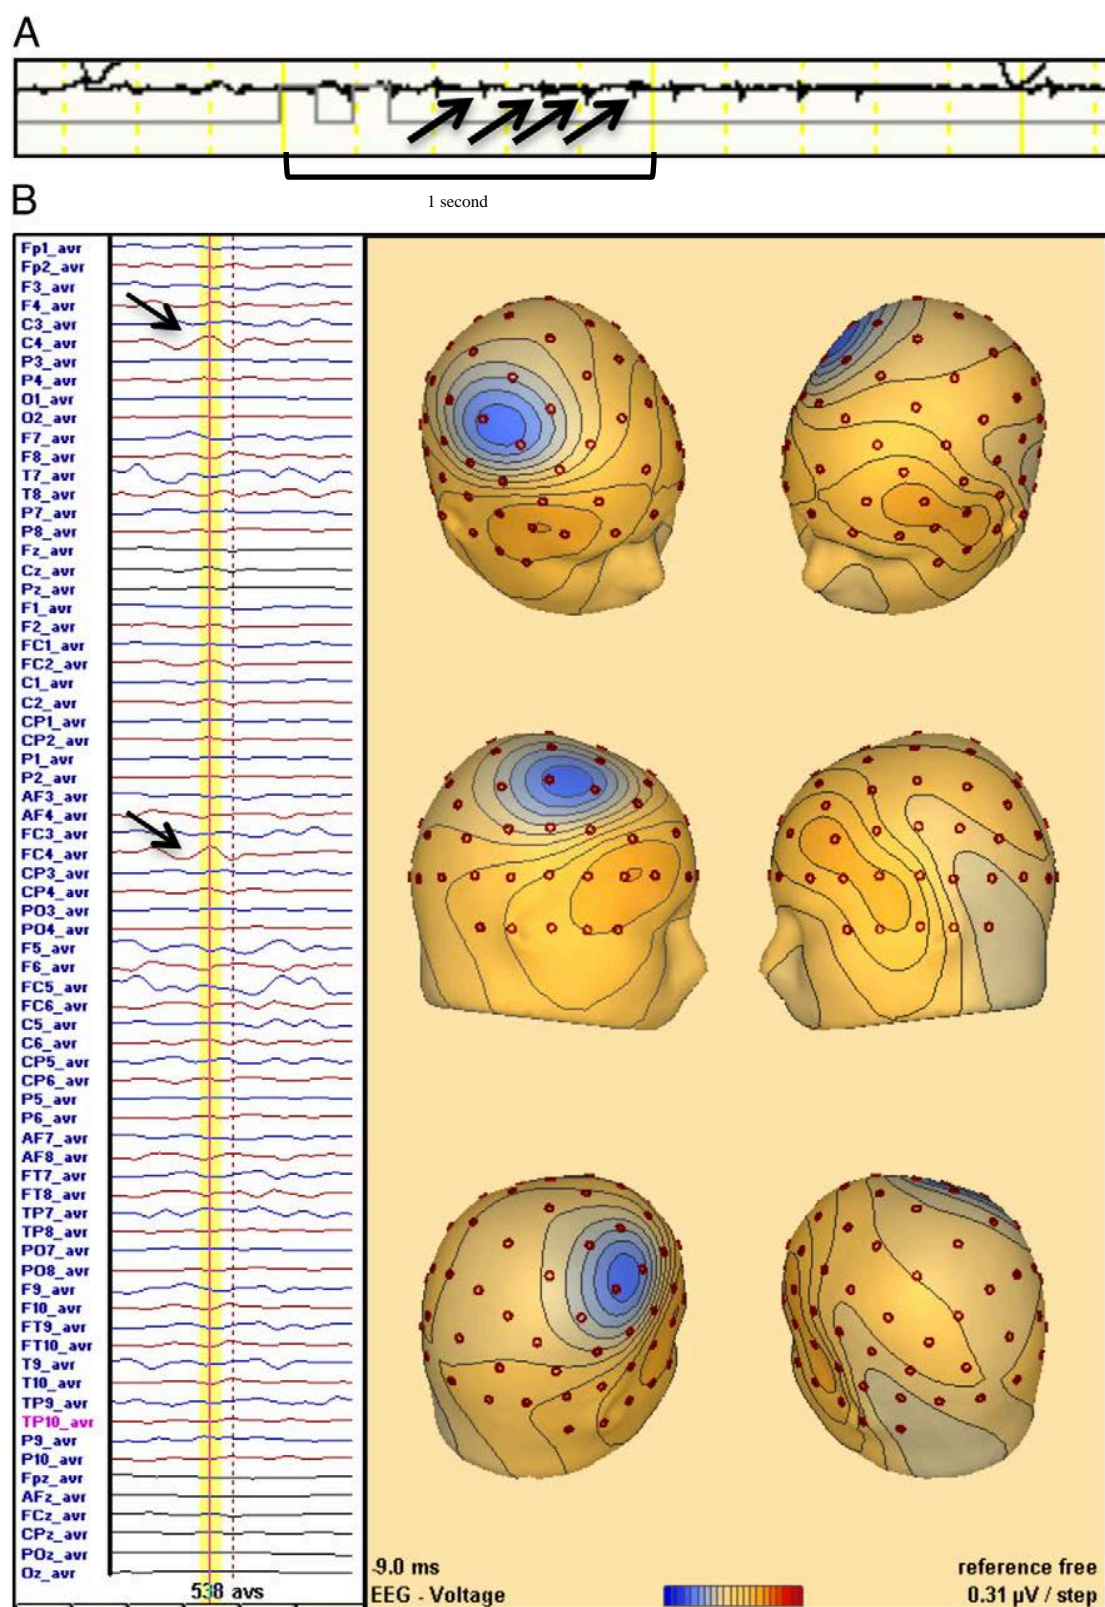 A
1 second
B
Fp1_avr
Fp2_avr
F3_avr
F4_avr
C3_avr
C4_avr
P3_avr
P4_avr
O1_avr
O2_avr
F7_avr
F8_avr
T7_avr
T8_avr
P7_avr
P8_avr
Fz_avr
Cz_avr
Pz_avr
F1_avr
F2_avr
FC1_avr
FC2_avr
C1_avr
C2_avr
CP1_avr
CP2_avr
P1_avr
P2_avr
AF3_avr
AF4_avr
FC3_avr
FC4_avr
CP3_avr
CP4_avr
PO3_avr
PO4_avr
F5_avr
F6_avr
FC5_avr
FC6_avr
C5_avr
C6_avr
CP5_avr
CP6_avr
P5_avr
P6_avr
AF7_avr
AF8_avr
FT7_avr
FT8_avr
TP7_avr
TP8_avr
PO7_avr
PO8_avr
F9_avr
F10_avr
FT9_avr
FT10_avr
T9_avr
T10_avr
TP9_avr
TP10_avr
P9_avr
P10_avr
Fpz_avr
AFz_avr
FCz_avr
CPz_avr
POz_avr
Oz_avr
538 avs
-9.0 ms
reference free
EEG - Voltage
0.31 µV / step